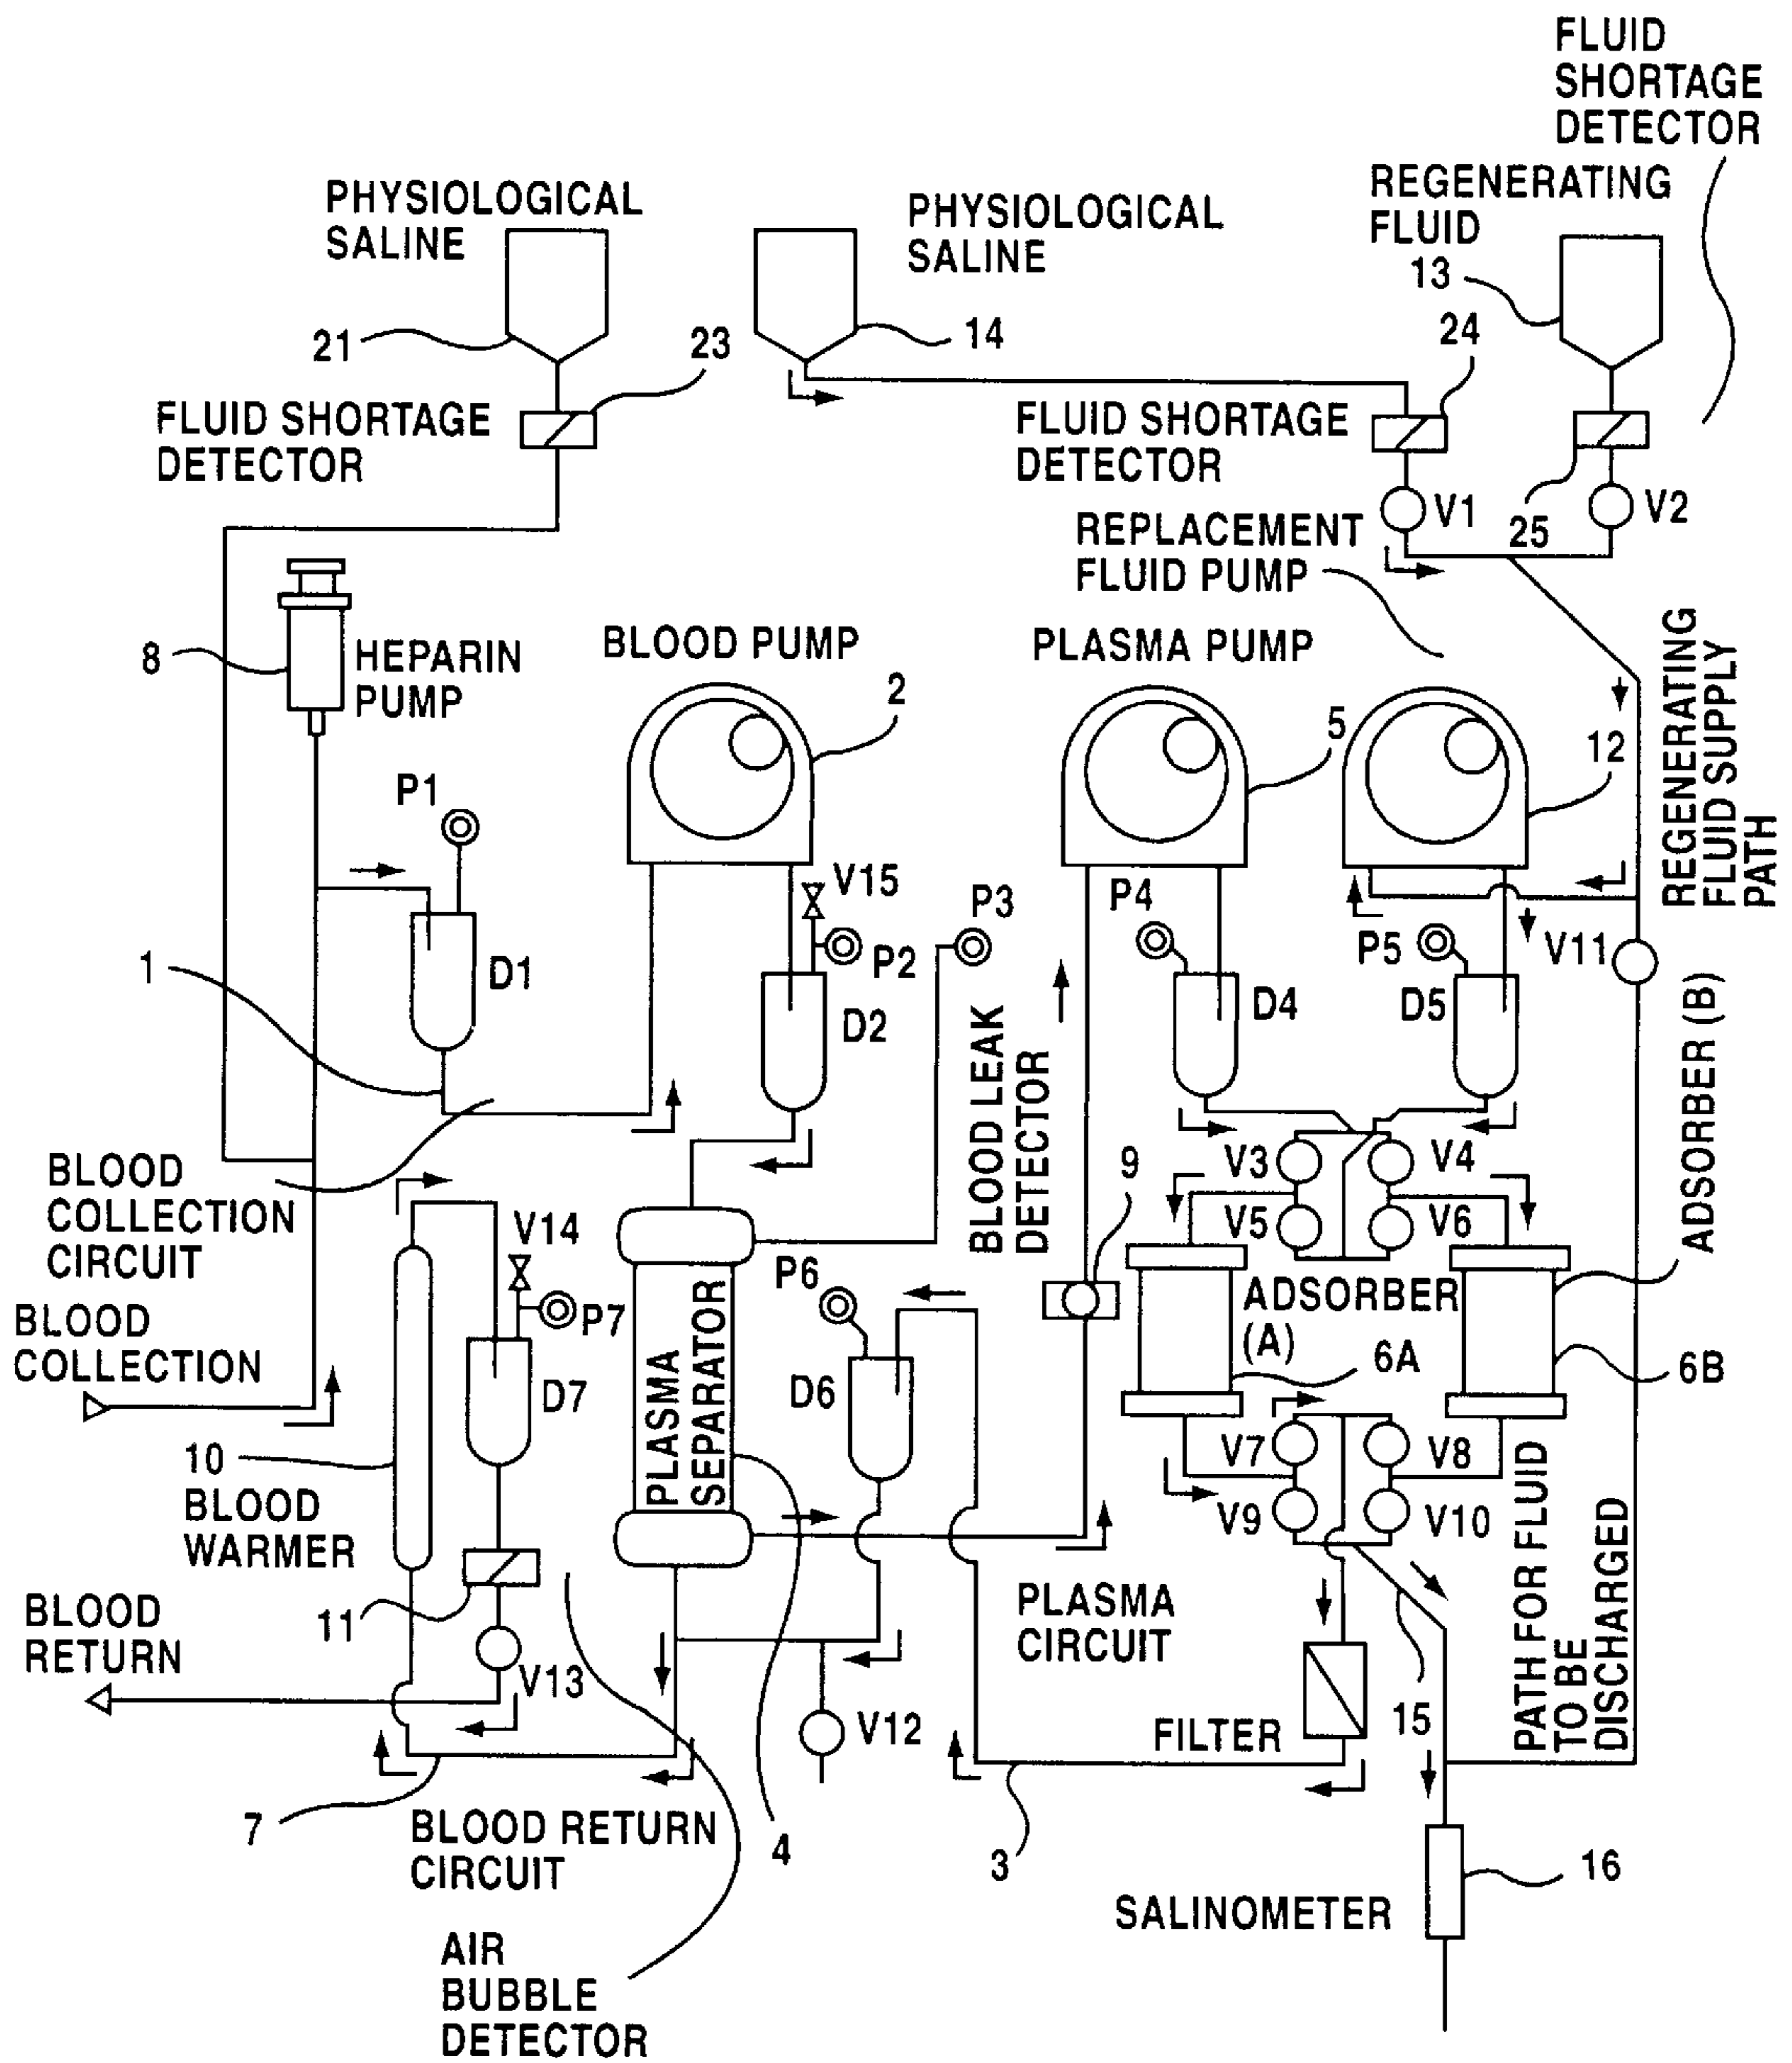 FLUID
SHORTAGE
DETECTOR
PHYSIOLOGICAL
SALINE
PHYSIOLOGICAL
SALINE
REGENERATING
FLUID
13
21
23
14
24
FLUID SHORTAGE
DETECTOR
FLUID SHORTAGE
DETECTOR
V1
25
V2
REPLACEMENT
FLUID PUMP
8
HEPARIN
PUMP
BLOOD PUMP
2
PLASMA PUMP
5
12
REGENERATING
FLUID SUPPLY
PATH
P1
V15
P2
P3
P4
P5
V11
1
D1
D2
D4
D5
BLOOD LEAK
DETECTOR
9
ADSORBER (B)
V3
V4
V5
V6
BLOOD
COLLECTION
CIRCUIT
V14
P7
P6
ADSORBER
(A)
6A
6B
BLOOD
COLLECTION
D7
PLASMA
SEPARATOR
D6
V7
V8
V9
V10
10
BLOOD
WARMER
11
BLOOD
RETURN
V13
V12
PLASMA
CIRCUIT
FILTER
15
PATH FOR FLUID
TO BE
DISCHARGED
7
BLOOD RETURN
CIRCUIT
4
3
16
SALINOMETER
AIR
BUBBLE
DETECTOR